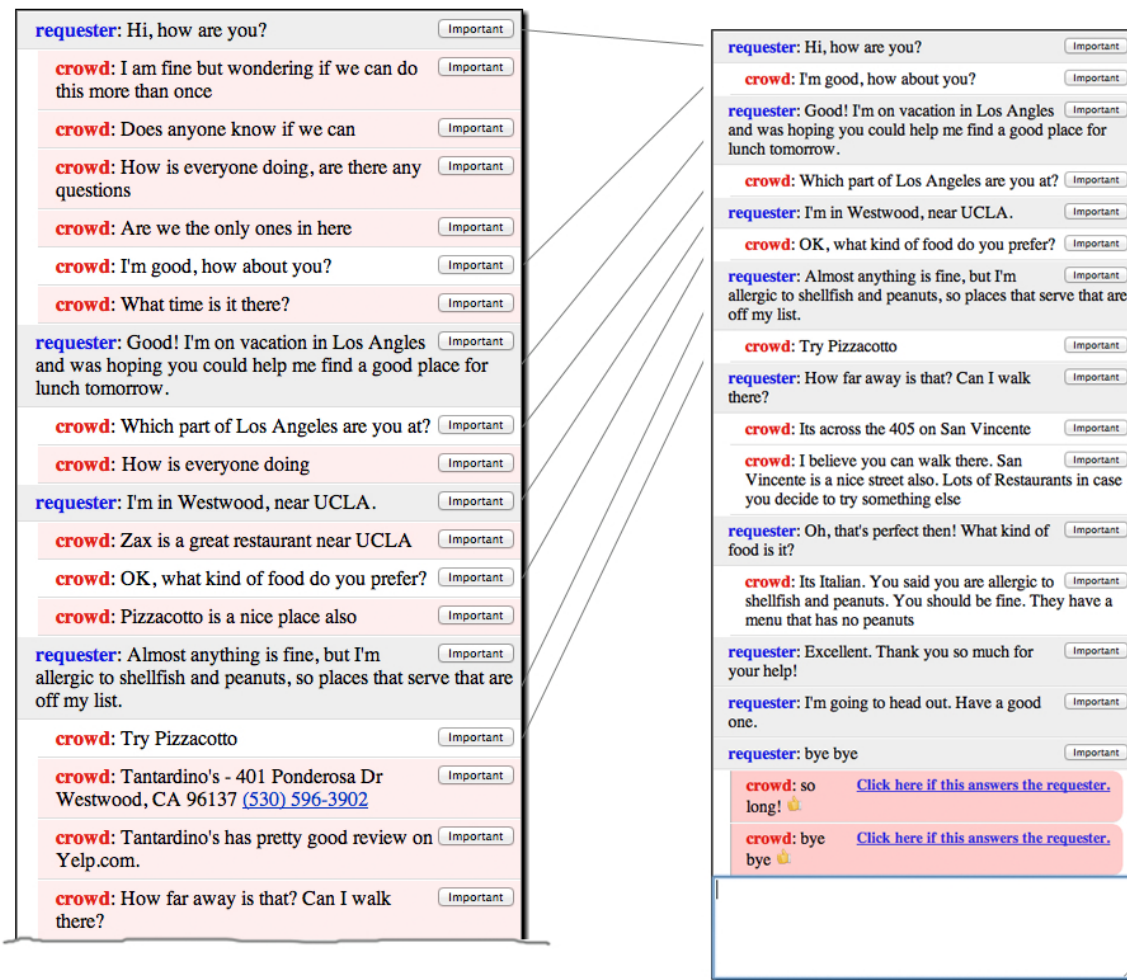 requester: Hi, how are you? Important
crowd: I am fine but wondering if we can do Important
this more than once
crowd: Does anyone know if we can Important
crowd: How is everyone doing, are there any Important
questions
crowd: Are we the only ones in here Important
crowd: I'm good, how about you? Important
crowd: What time is it there? Important
requester: Good! I'm on vacation in Los Angles Important
and was hoping you could help me find a good place for
lunch tomorrow.
crowd: Which part of Los Angeles are you at? Important
crowd: How is everyone doing Important
requester: I'm in Westwood, near UCLA. Important
crowd: Zax is a great restaurant near UCLA Important
crowd: OK, what kind of food do you prefer? Important
crowd: Pizzacotto is a nice place also Important
requester: Almost anything is fine, but I'm Important
allergic to shellfish and peanuts, so places that serve that are
off my list.
crowd: Try Pizzacotto Important
crowd: Tantardino's - 401 Ponderosa Dr Important
Westwood, CA 96137 (530) 596-3902
crowd: Tantardino's has pretty good review on Important
Yelp.com.
crowd: How far away is that? Can I walk Important
there?
requester: Hi, how are you? Important
crowd: I'm good, how about you? Important
requester: Good! I'm on vacation in Los Angles Important
and was hoping you could help me find a good place for
lunch tomorrow.
crowd: Which part of Los Angeles are you at? Important
requester: I'm in Westwood, near UCLA. Important
crowd: OK, what kind of food do you prefer? Important
requester: Almost anything is fine, but I'm Important
allergic to shellfish and peanuts, so places that serve that are
off my list.
crowd: Try Pizzacotto Important
requester: How far away is that? Can I walk Important
there?
crowd: Its across the 405 on San Vincente Important
crowd: I believe you can walk there. San Important
Vincente is a nice street also. Lots of Restaurants in case
you decide to try something else
requester: Oh, that's perfect then! What kind of Important
food is it?
crowd: Its Italian. You said you are allergic to Important
shellfish and peanuts. You should be fine. They have a
menu that has no peanuts
requester: Excellent. Thank you so much for Important
your help!
requester: I'm going to head out. Have a good Important
one.
requester: bye bye Important
crowd: so Click here if this answers the requester.
long!
crowd: bye Click here if this answers the requester.
bye